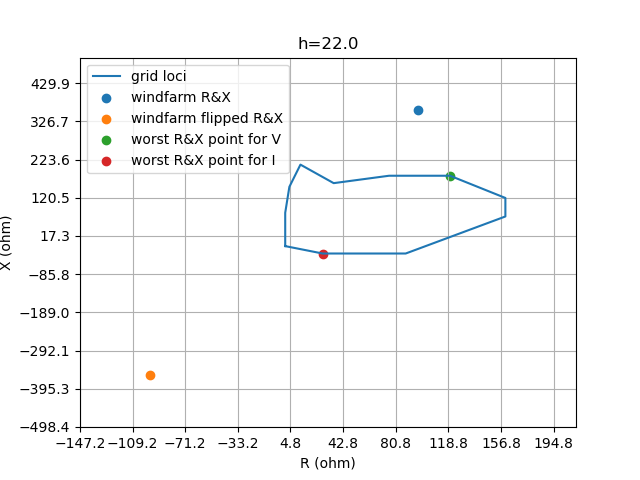 h=22.0
grid loci
windfarm R&X
windfarm flipped R&X
worst R&X point for V
worst R&X point for I
429.9
326.7
223.6
120.5
17.3
−85.8
−189.0
−292.1
−395.3
−498.4
X (ohm)
−147.2 −109.2 −71.2 −33.2 4.8 42.8 80.8 118.8 156.8 194.8
R (ohm)